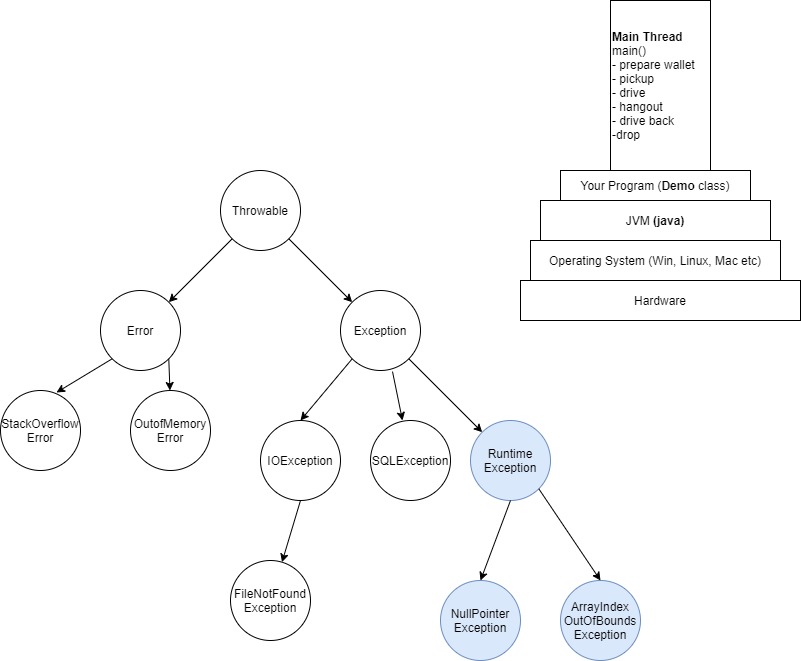 Main Thread
main()
- prepare wallet
- pickup
- drive
- hangout
- drive back
-drop
Your Program (Demo class)
JVM (java)
Operating System (Win, Linux, Mac etc)
Hardware
Throwable
Error
Exception
StackOverflow
Error
OutofMemory
Error
IOException
SQLException
Runtime
Exception
FileNotFound
Exception
NullPointer
Exception
ArrayIndex
OutOfBounds
Exception